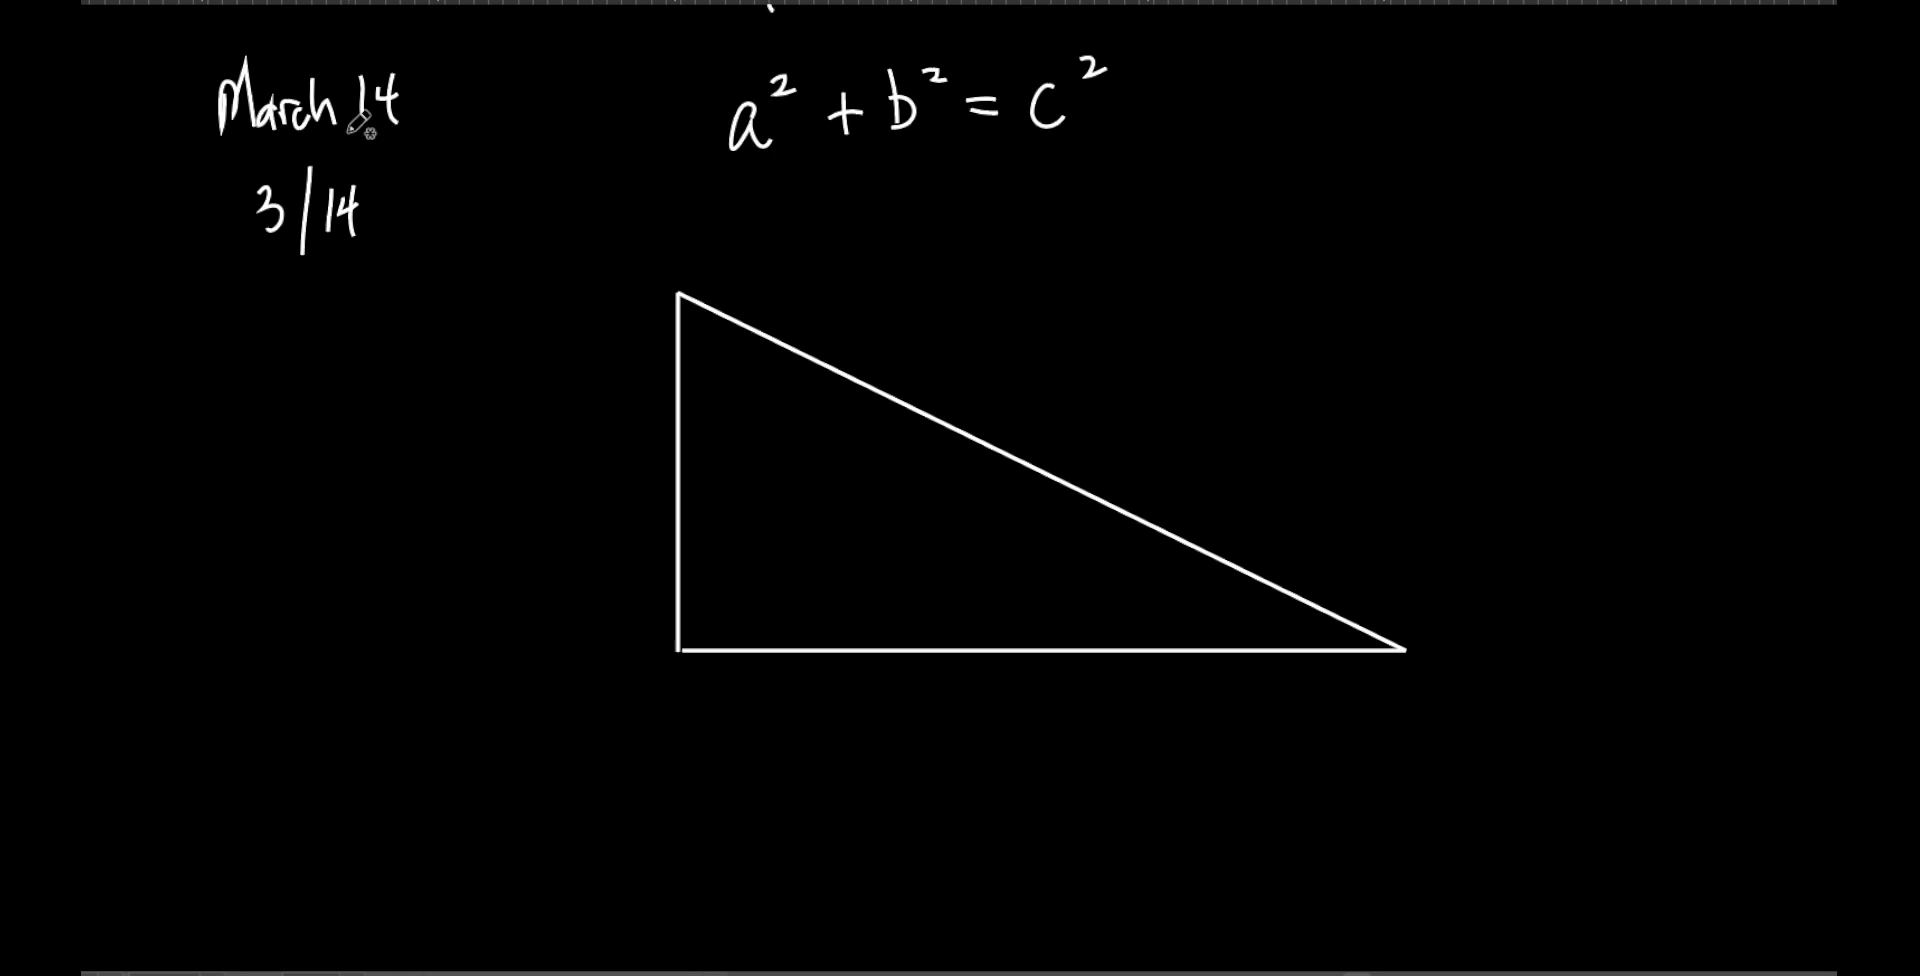 March 14
3/14
a² + b² = c²